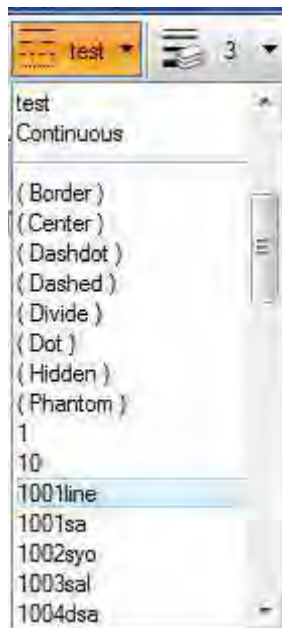 test 3
test
Continuous
( Border )
( Center )
( Dashdot )
( Dashed )
( Divide )
( Dot )
( Hidden )
( Phantom )
1
10
1001line
1001sa
1002syo
1003sal
1004dsa